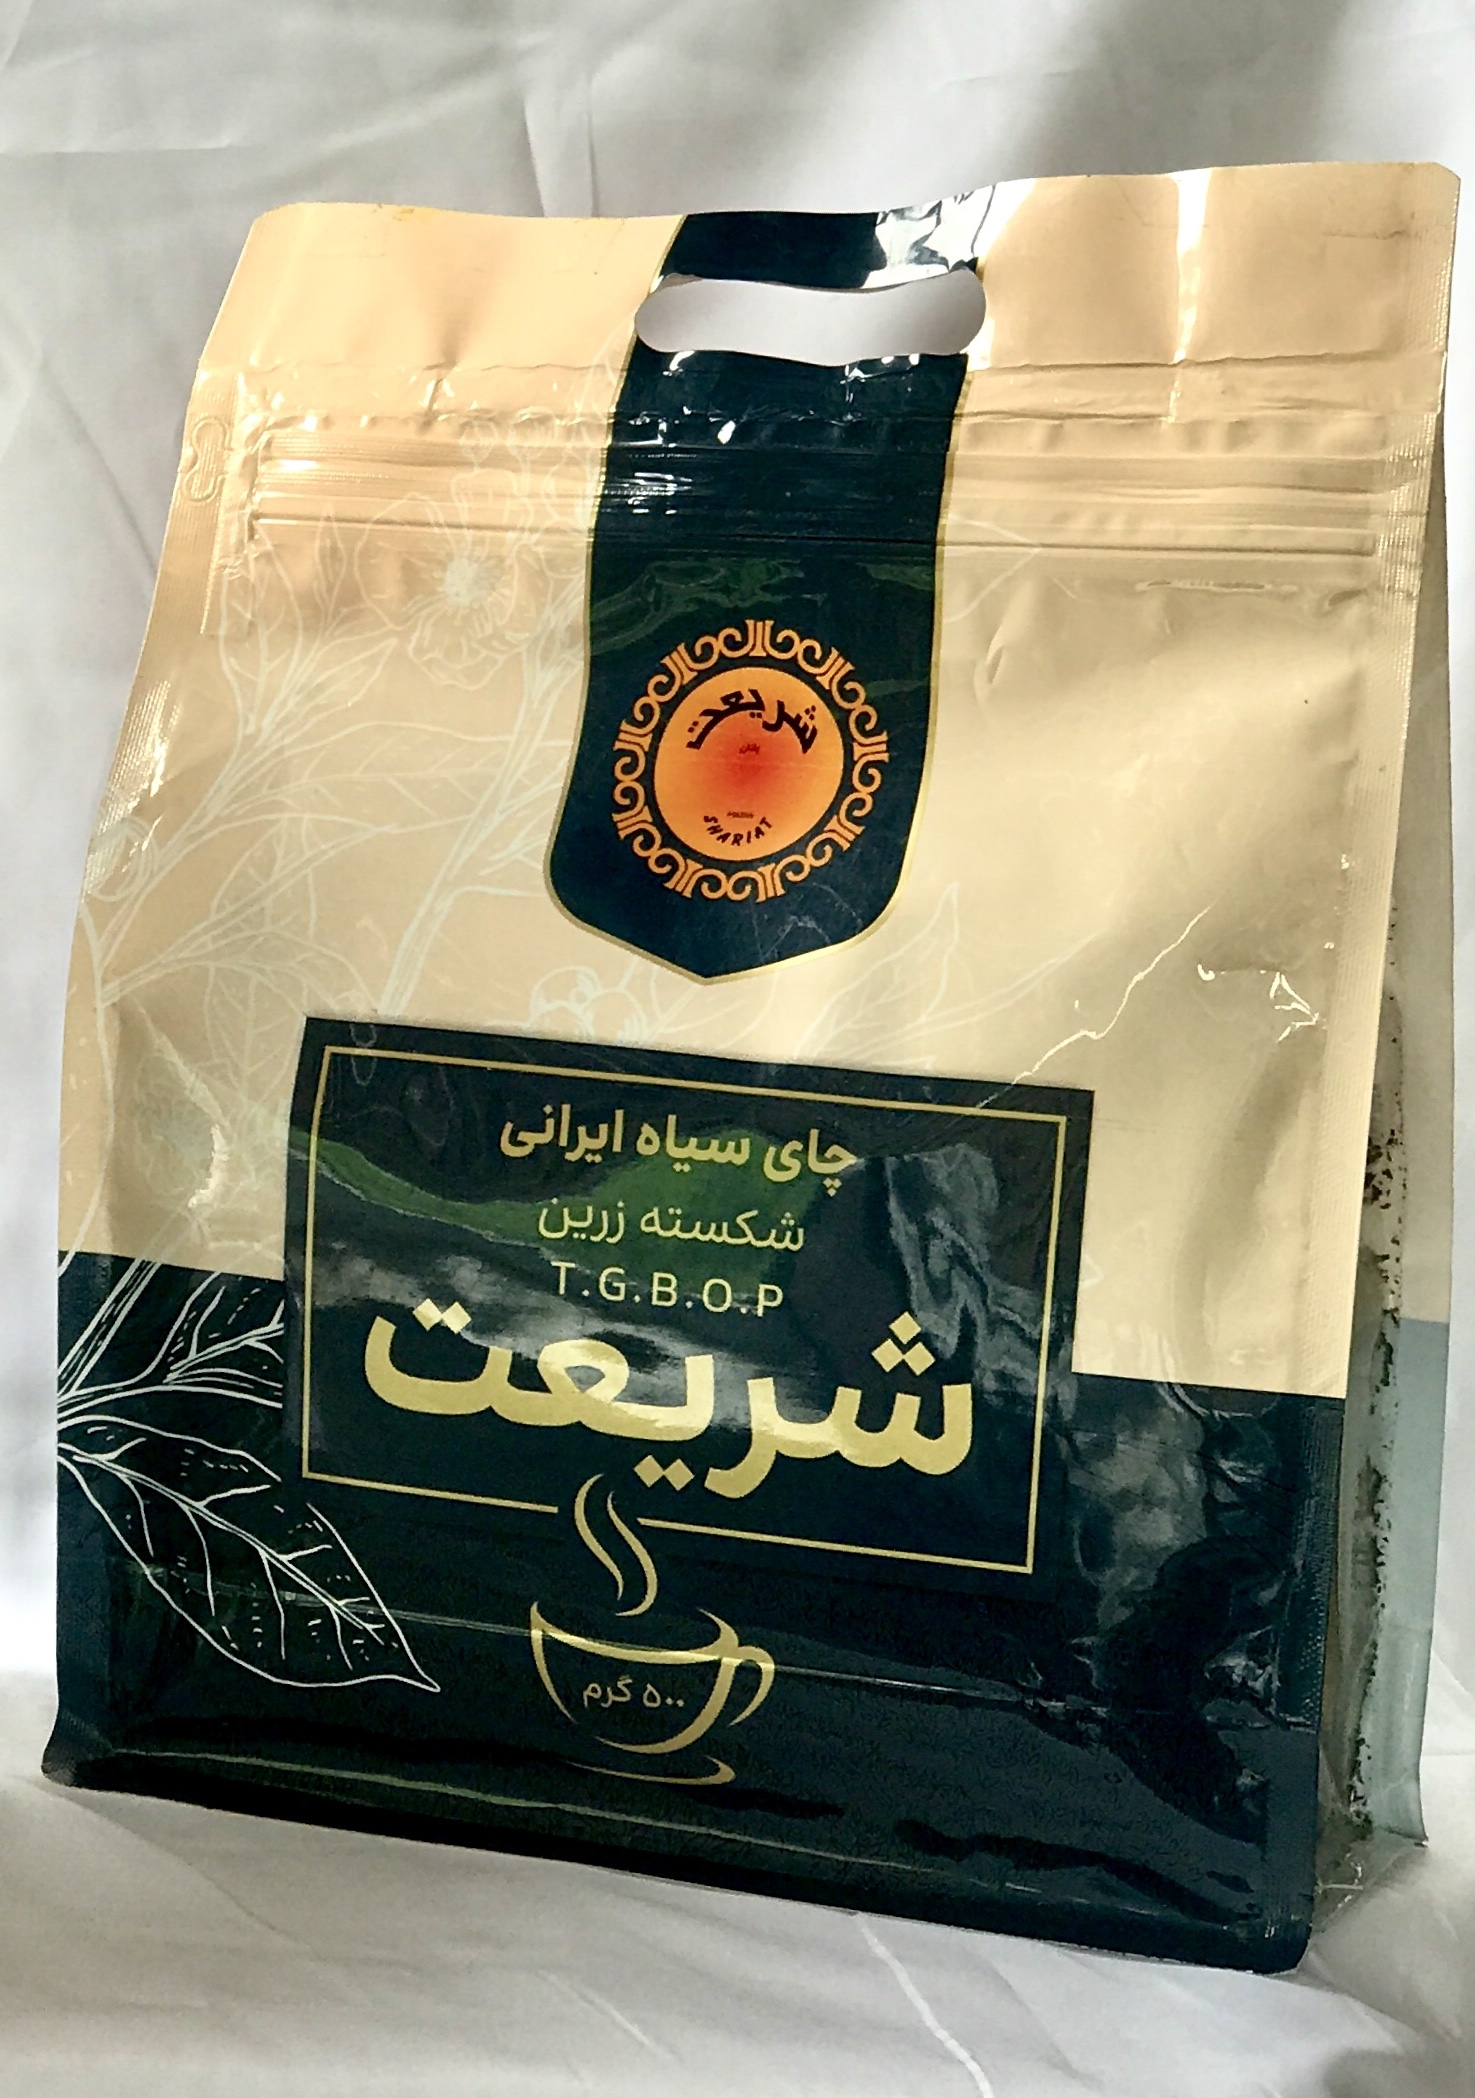 شریعت
SHARIAT
چای سیاه ایرانی
شکسته زرین
T.G.B.O.P
شریعت
۵۰۰ گرم